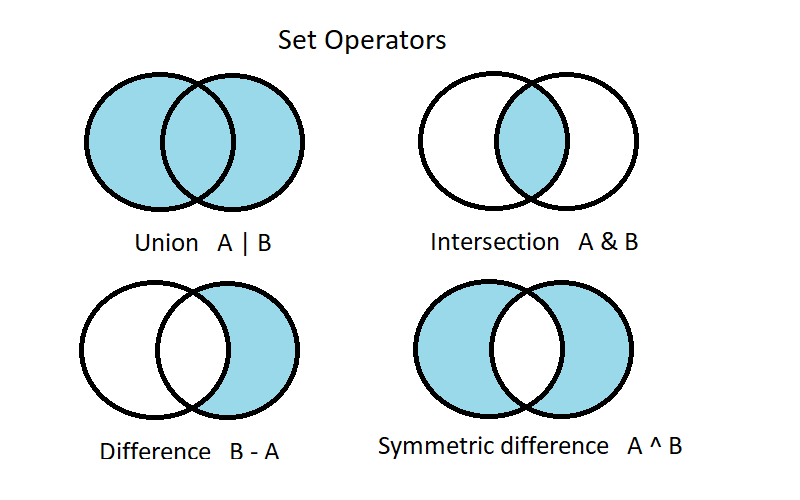 Set Operators
Union A | B
Intersection A & B
Difference B - A
Symmetric difference A ^ B